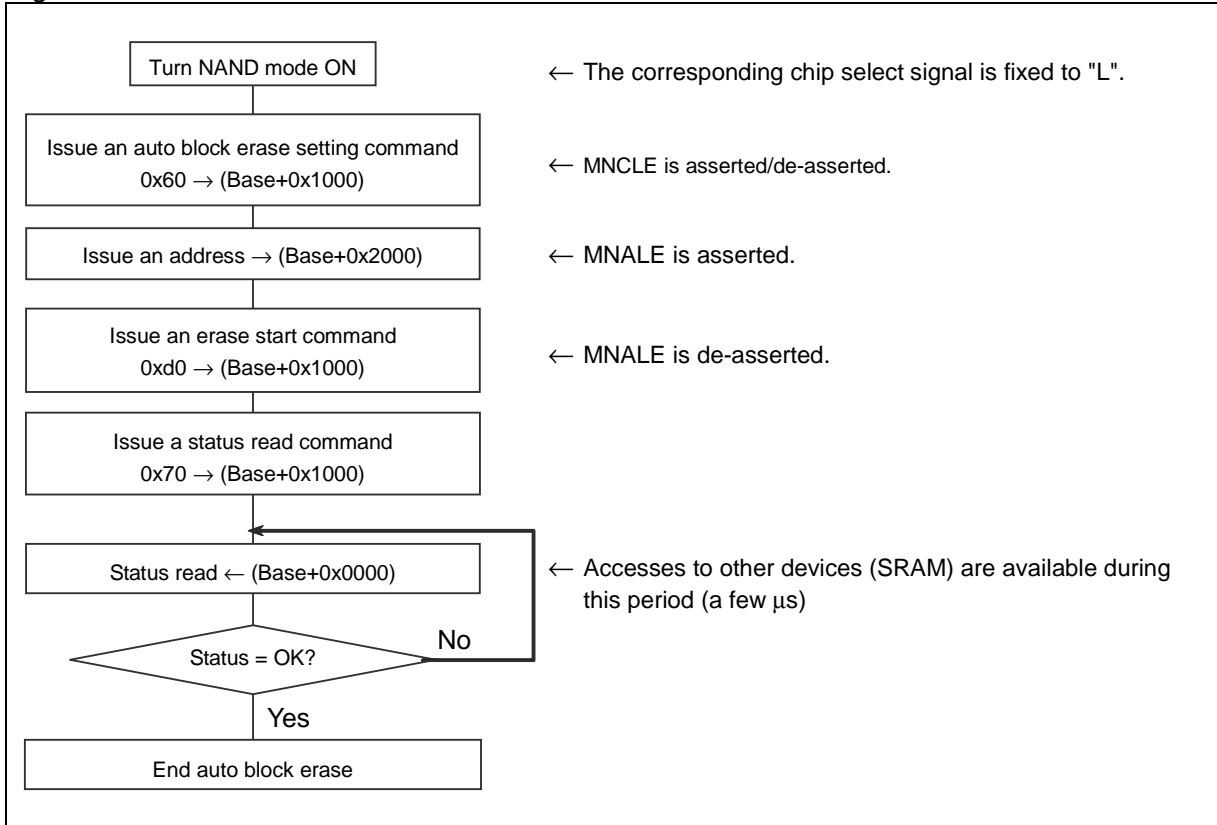 Turn NAND mode ON
← The corresponding chip select signal is fixed to "L".
Issue an auto block erase setting command
0x60 → (Base+0x1000)
← MNCLE is asserted/de-asserted.
Issue an address → (Base+0x2000)
← MNALE is asserted.
Issue an erase start command
0xd0 → (Base+0x1000)
← MNALE is de-asserted.
Issue a status read command
0x70 → (Base+0x1000)
Status read ← (Base+0x0000)
← Accesses to other devices (SRAM) are available during
this period (a few μs)
Status = OK?
No
Yes
End auto block erase